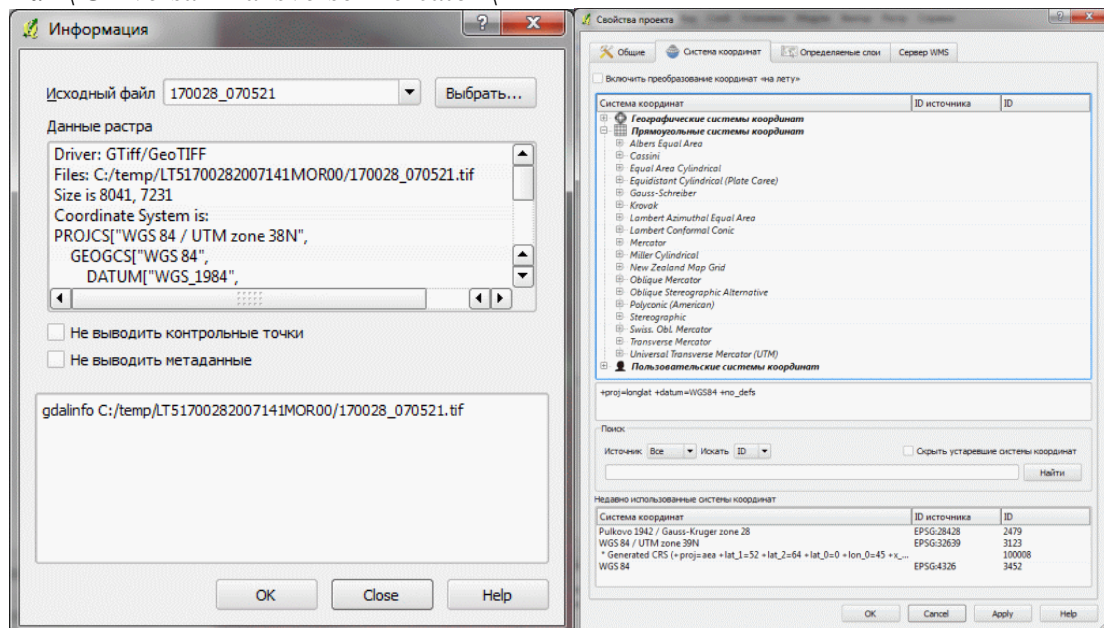 Информация
Исходный файл 170028_070521 Выбрать...
Данные растра
Driver: GTiff/GeoTIFF
Files: C:/temp/LT51700282007141MOR00/170028_070521.tif
Size is 8041, 7231
Coordinate System is:
PROJCS["WGS 84 / UTM zone 38N",
GEOGCS["WGS 84",
DATUM["WGS_1984",
Не выводить контрольные точки
Не выводить метаданные
gdalinfo C:/temp/LT51700282007141MOR00/170028_070521.tif
OK Close Help
Свойства проекта
Общие Система координат Определяемые слои Сервер WMS
Включить преобразование координат «на лету»
Система координат ID источника ID
Географические системы координат
Прямоугольные системы координат
Albers Equal Area
Cassini
Equal Area Cylindrical
Equidistant Cylindrical (Plate Caree)
Gauss-Schreiber
Krovak
Lambert Azimuthal Equal Area
Lambert Conformal Conic
Mercator
Miller Cylindrical
New Zealand Map Grid
Oblique Mercator
Oblique Stereographic Alternative
Polyconic (American)
Stereographic
Swiss. Obl. Mercator
Transverse Mercator
Universal Transverse Mercator (UTM)
Пользовательские системы координат
+proj=longlat +datum=WGS84 +no_defs
Поиск
Источник Все Искать ID Скрыть устаревшие системы координат
Найти
Недавно использованные системы координат
Система координат ID источника ID
Pulkovo 1942 / Gauss-Kruger zone 28 EPSG:28428 2479
WGS 84 / UTM zone 39N EPSG:32639 3123
* Generated CRS (+proj=aea +lat_1=52 +lat_2=64 +lat_0=0 +lon_0=45 +x_... 100008
WGS 84 EPSG:4326 3452
OK Cancel Apply Help